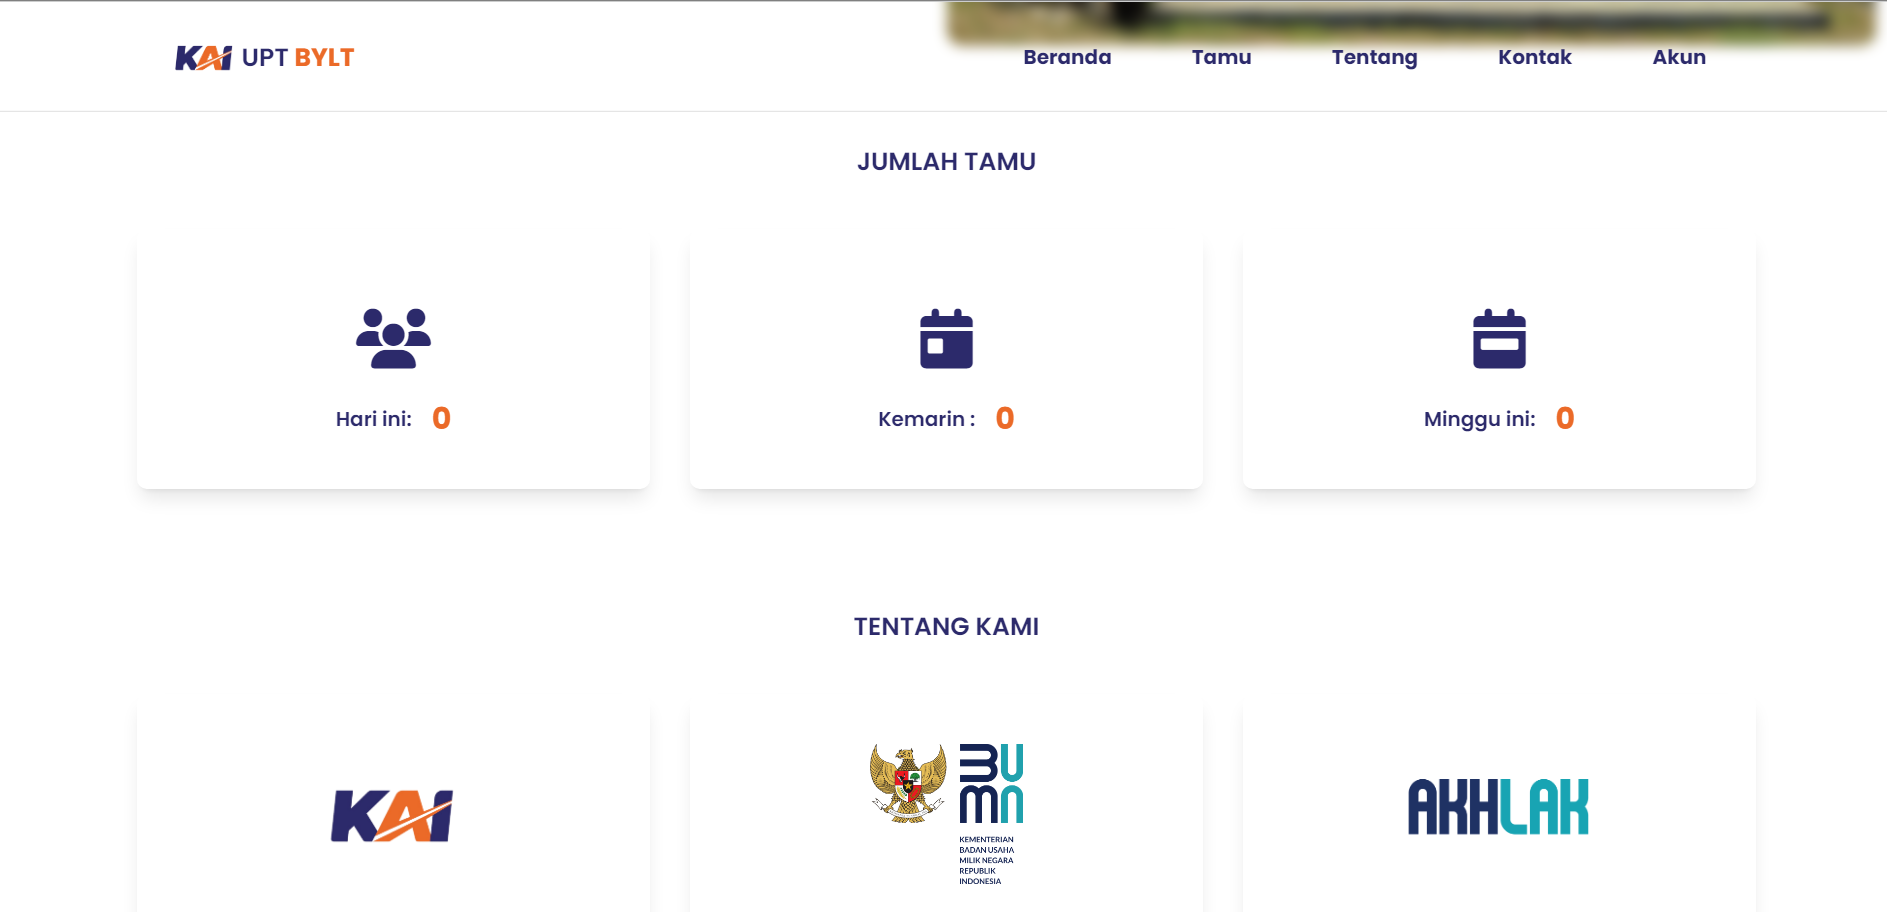 KAI UPT BYLT
Beranda Tamu Tentang Kontak Akun
JUMLAH TAMU
Hari ini: 0
Kemarin : 0
Minggu ini: 0
TENTANG KAMI
KAI
BUMN
KEMENTERIAN
BADAN USAHA
MILIK NEGARA
REPUBLIK
INDONESIA
AKHLAK